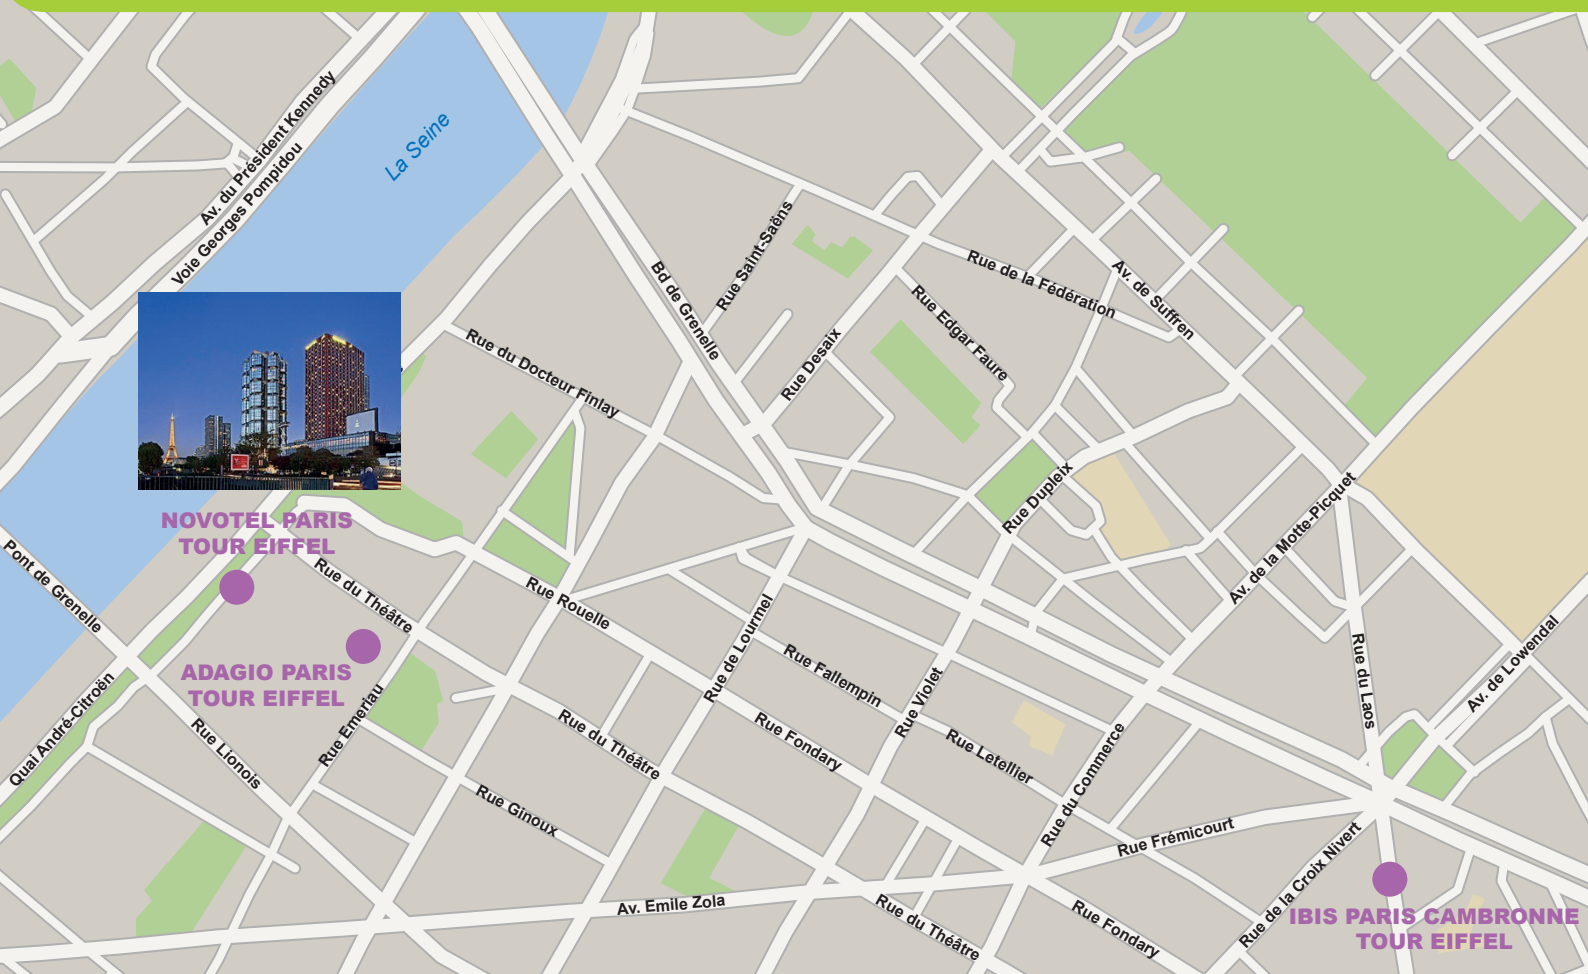 Av. du Président Kennedy
Voie Georges Pompidou
La Seine
Rue Saint-Saëns
Bd de Grenelle
Rue de la Fédération
Av. de Suffren
Rue Edgar Faure
Rue Desaix
Rue du Docteur Finlay
Rue Dupleix
Av. de la Motte-Picquet
NOVOTEL PARIS
TOUR EIFFEL
Pont de Grenelle
Rue du Théâtre
Rue Rouelle
Rue de Lourmel
Rue Fallempin
Rue Violet
Rue du Laos
Av. de Lowendal
ADAGIO PARIS
TOUR EIFFEL
Quai André-Citroën
Rue Lionois
Rue Emeriau
Rue du Théâtre
Rue Fondary
Rue Letellier
Rue du Commerce
Rue Ginoux
Rue Frémicourt
Rue de la Croix Nivert
Av. Emile Zola
Rue du Théâtre
Rue Fondary
IBIS PARIS CAMBRONNE
TOUR EIFFEL